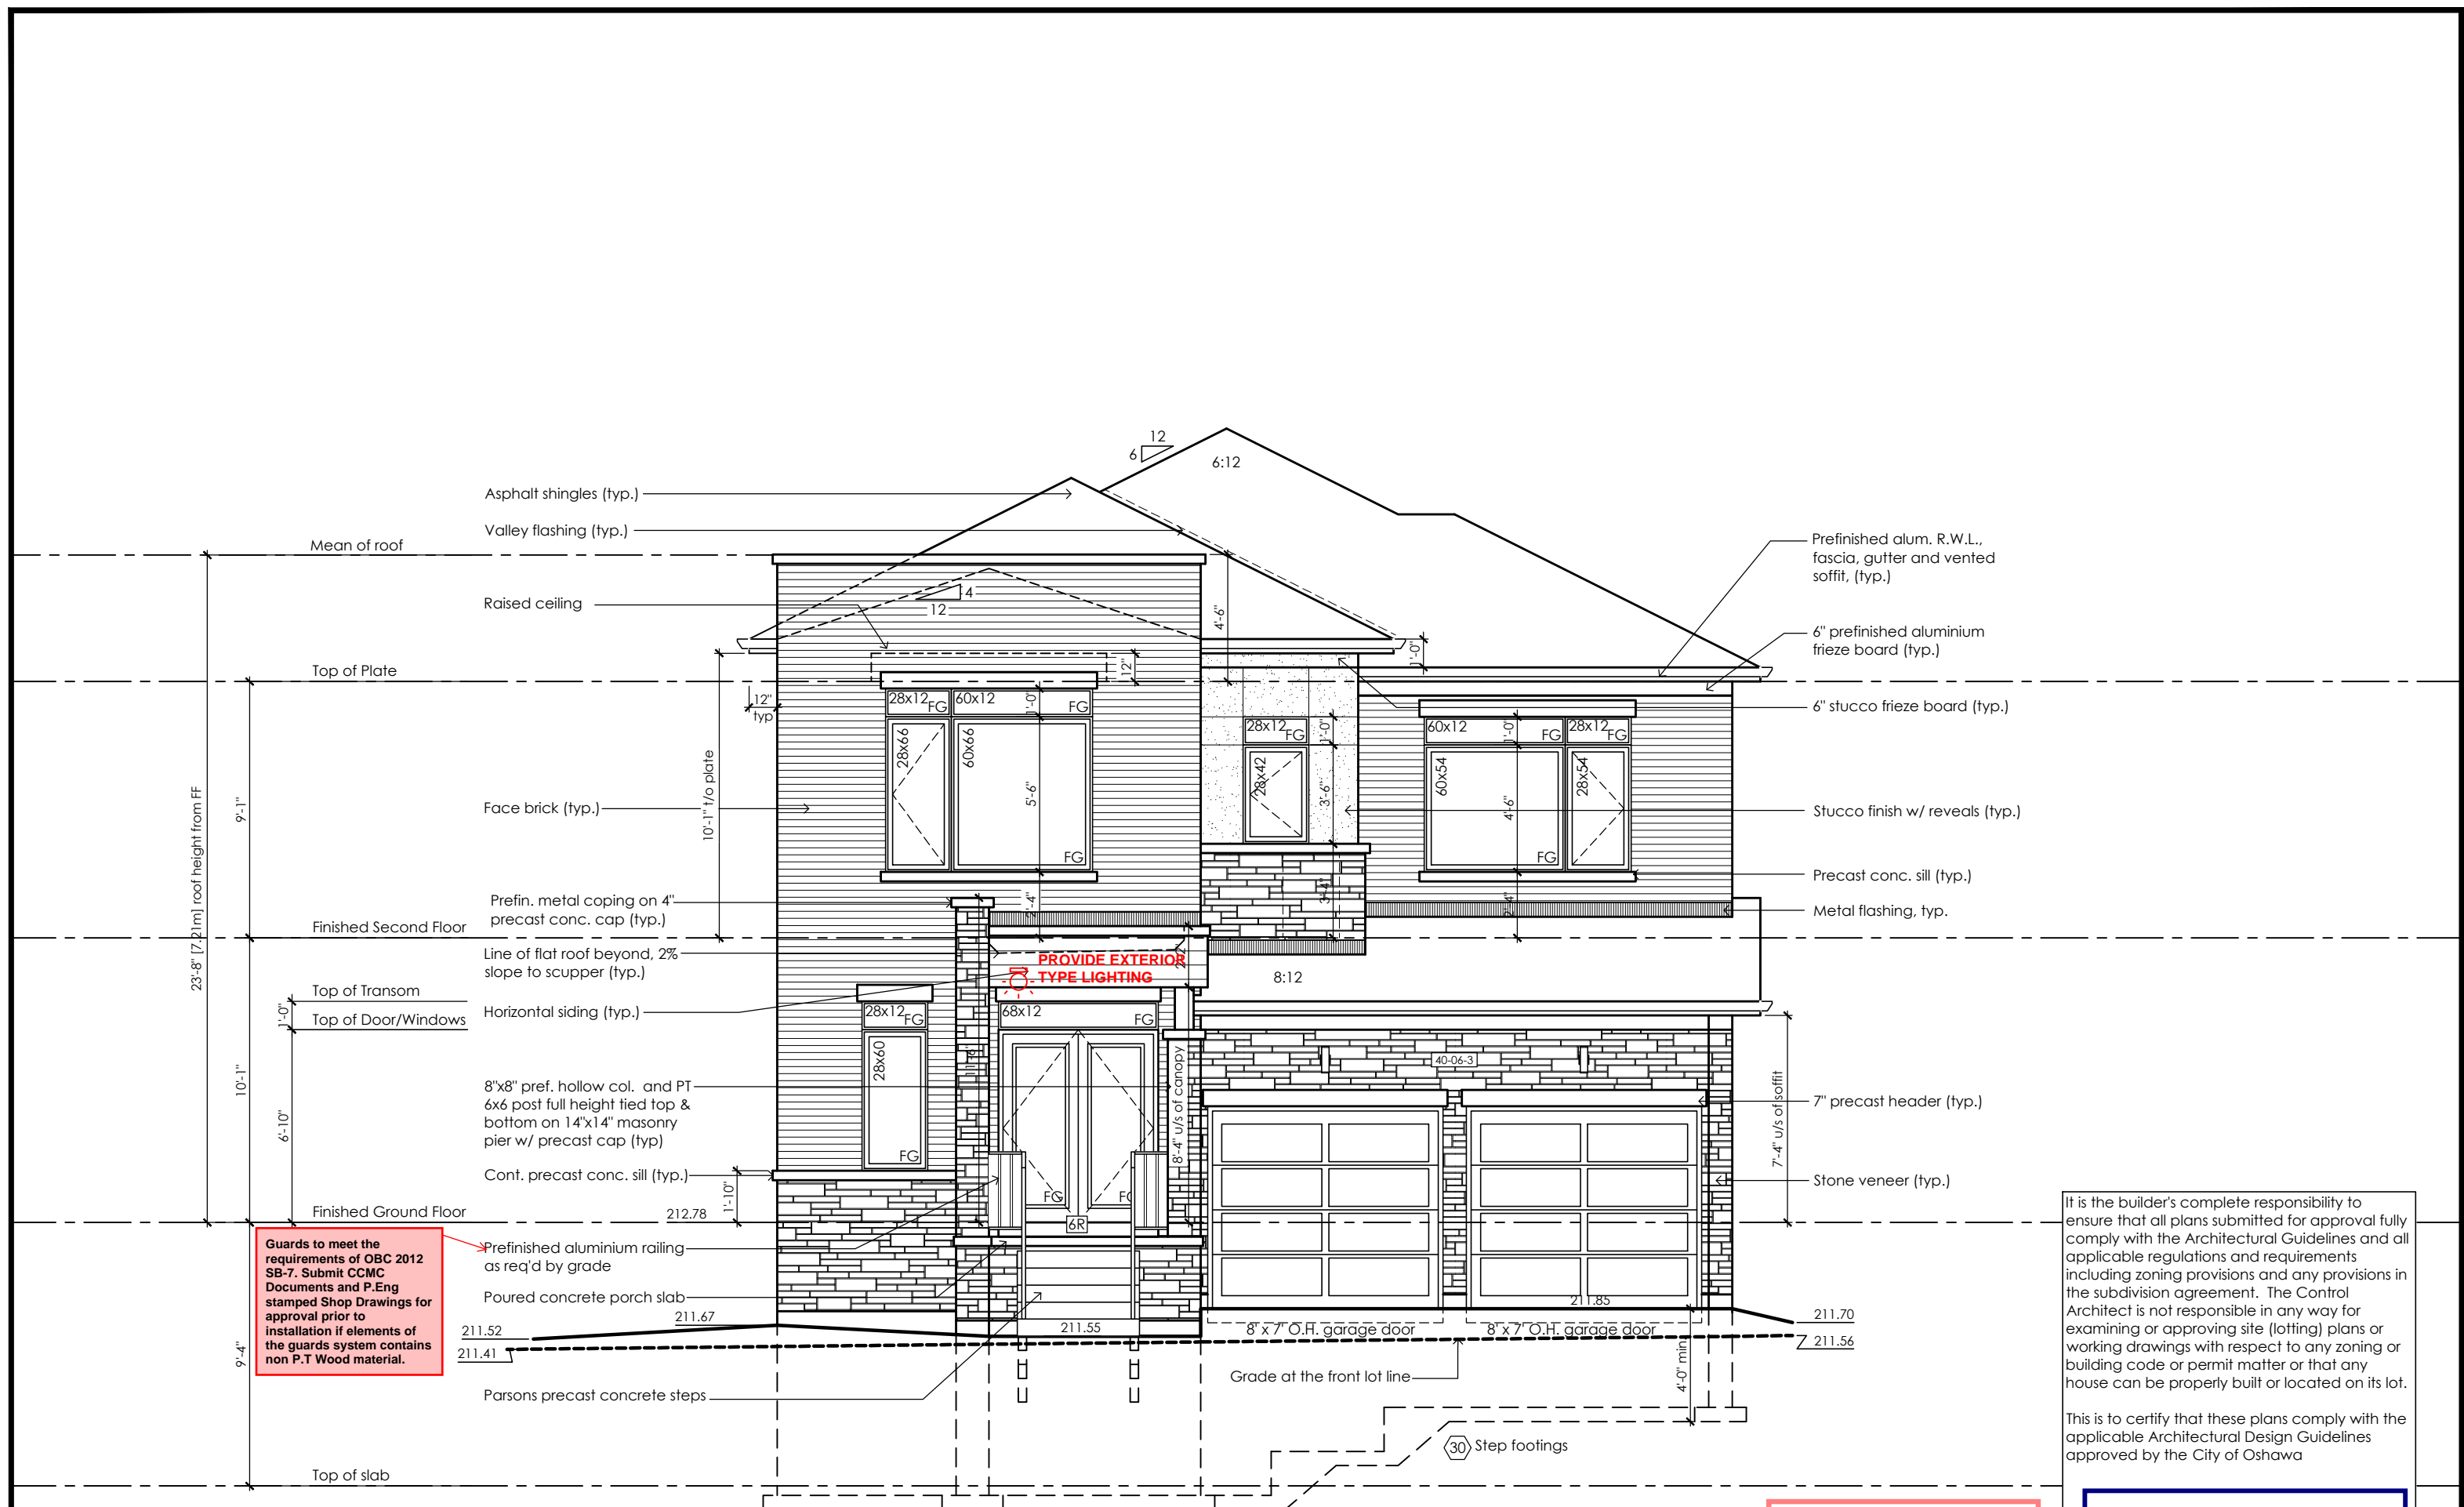 12
6
6:12
Asphalt shingles (typ.)
Valley flashing (typ.)
Mean of roof
Prefinished alum. R.W.L.,
fascia, gutter and vented
soffit, (typ.)
Raised ceiling
4
12
4'-6"
6" prefinished aluminium
frieze board (typ.)
1'-0"
12"
Top of Plate
12"
typ
28x12 FG 60x12 FG
1'-0"
6" stucco frieze board (typ.)
28x12 FG
1'-0"
60x12 FG
1'-0"
28x12 FG
28x66
60x66
5'-6"
FG
28x42
3'-6"
60x54
4'-6"
FG
28x54
10'-1" t/o plate
9'-1"
23'-8" [7.21m] roof height from FF
Face brick (typ.)
Stucco finish w/ reveals (typ.)
Precast conc. sill (typ.)
2'-4"
3'-4"
2'-4"
Prefin. metal coping on 4"
precast conc. cap (typ.)
Metal flashing, typ.
Finished Second Floor
Line of flat roof beyond, 2%
slope to scupper (typ.)
PROVIDE EXTERIOR
TYPE LIGHTING
8:12
Top of Transom
1'-0"
Top of Door/Windows
Horizontal siding (typ.)
28x12 FG
68x12 FG
28x60
FG
11'-6"
8'-4" u/s of canopy
40-06-3
7'-4" u/s of soffit
10'-1"
6'-10"
8"x8" pref. hollow col. and PT
6x6 post full height tied top &
bottom on 14"x14" masonry
pier w/ precast cap (typ)
7" precast header (typ.)
Cont. precast conc. sill (typ.)
1'-10"
Stone veneer (typ.)
FG
6R
Finished Ground Floor
212.78
Guards to meet the
requirements of OBC 2012
SB-7. Submit CCMC
Documents and P.Eng
stamped Shop Drawings for
approval prior to
installation if elements of
the guards system contains
non P.T Wood material.
Prefinished aluminium railing
as req'd by grade
Poured concrete porch slab
211.85
211.67
211.70
211.52
211.55
8' x 7' O.H. garage door
8' x 7' O.H. garage door
211.56
211.41
9'-4"
4'-0" min
Grade at the front lot line
Parsons precast concrete steps
30 Step footings
Top of slab
It is the builder's complete responsibility to
ensure that all plans submitted for approval fully
comply with the Architectural Guidelines and all
applicable regulations and requirements
including zoning provisions and any provisions in
the subdivision agreement. The Control
Architect is not responsible in any way for
examining or approving site (lotting) plans or
working drawings with respect to any zoning or
building code or permit matter or that any
house can be properly built or located on its lot.
This is to certify that these plans comply with the
applicable Architectural Design Guidelines
approved by the City of Oshawa